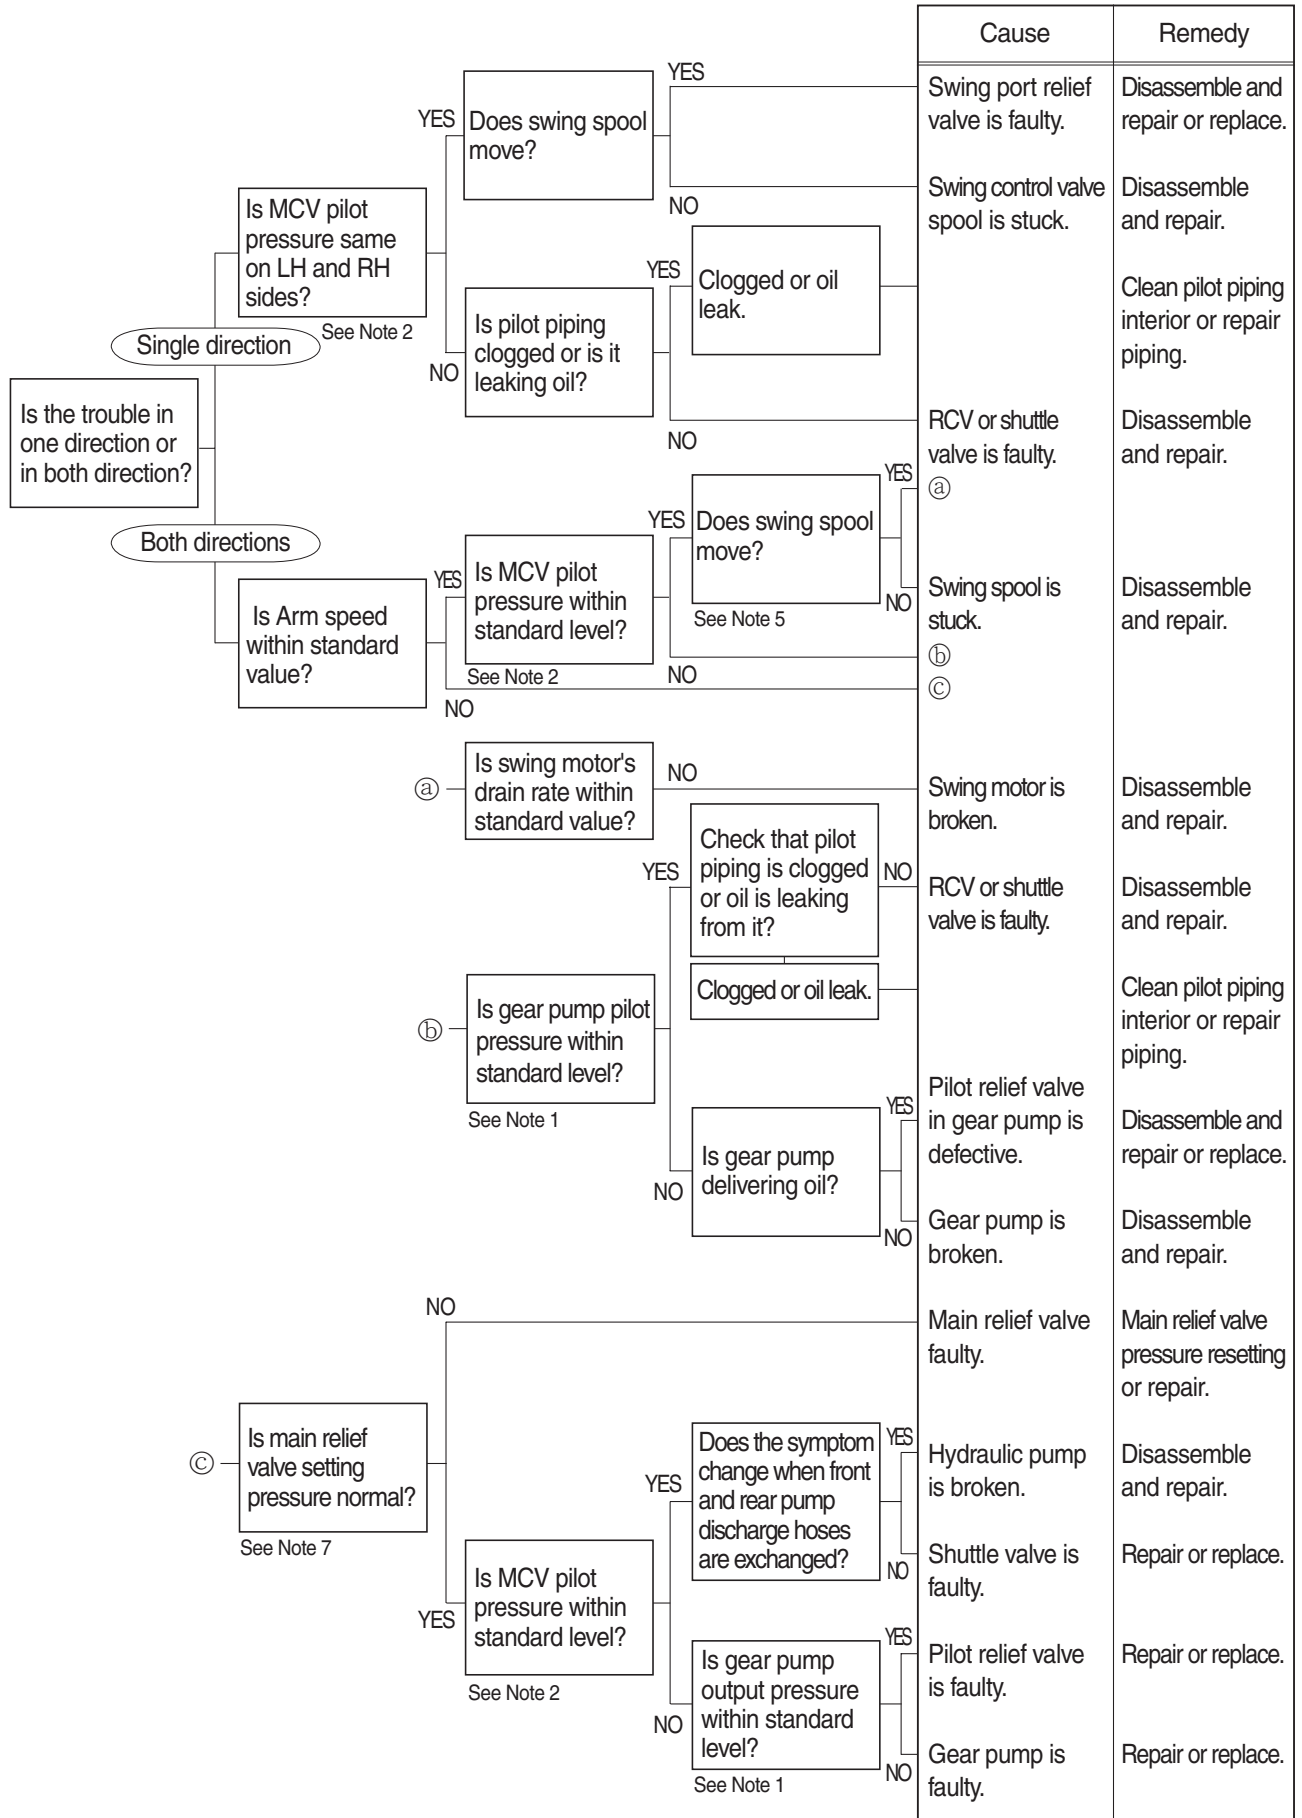 Cause
Remedy
YES
Swing port relief
valve is faulty.
Disassemble and
repair or replace.
YES
Does swing spool
move?
NO
Swing control valve
spool is stuck.
Disassemble
and repair.
Is MCV pilot
pressure same
on LH and RH
sides?
See Note 2
YES
Clogged or oil
leak.
Clean pilot piping
interior or repair
piping.
Single direction
NO
Is pilot piping
clogged or is it
leaking oil?
NO
RCV or shuttle
valve is faulty.
Disassemble
and repair.
Is the trouble in
one direction or
in both direction?
Both directions
YES
ⓐ
YES
Does swing spool
move?
See Note 5
NO
Swing spool is
stuck.
Disassemble
and repair.
YES
Is MCV pilot
pressure within
standard level?
See Note 2
NO
ⓑ
Is Arm speed
within standard
value?
NO
ⓒ
ⓐ
Is swing motor's
drain rate within
standard value?
NO
Swing motor is
broken.
Disassemble
and repair.
YES
Check that pilot
piping is clogged
or oil is leaking
from it?
NO
RCV or shuttle
valve is faulty.
Disassemble
and repair.
Clogged or oil leak.
Clean pilot piping
interior or repair
piping.
ⓑ
Is gear pump pilot
pressure within
standard level?
See Note 1
YES
Pilot relief valve
in gear pump is
defective.
Disassemble and
repair or replace.
NO
Is gear pump
delivering oil?
NO
Gear pump is
broken.
Disassemble
and repair.
NO
Main relief valve
faulty.
Main relief valve
pressure resetting
or repair.
ⓒ
Is main relief
valve setting
pressure normal?
See Note 7
YES
Does the symptom
change when front
and rear pump
discharge hoses
are exchanged?
YES
Hydraulic pump
is broken.
Disassemble
and repair.
NO
Shuttle valve is
faulty.
Repair or replace.
YES
Is MCV pilot
pressure within
standard level?
See Note 2
YES
Pilot relief valve
is faulty.
Repair or replace.
NO
Is gear pump
output pressure
within standard
level?
See Note 1
NO
Gear pump is
faulty.
Repair or replace.